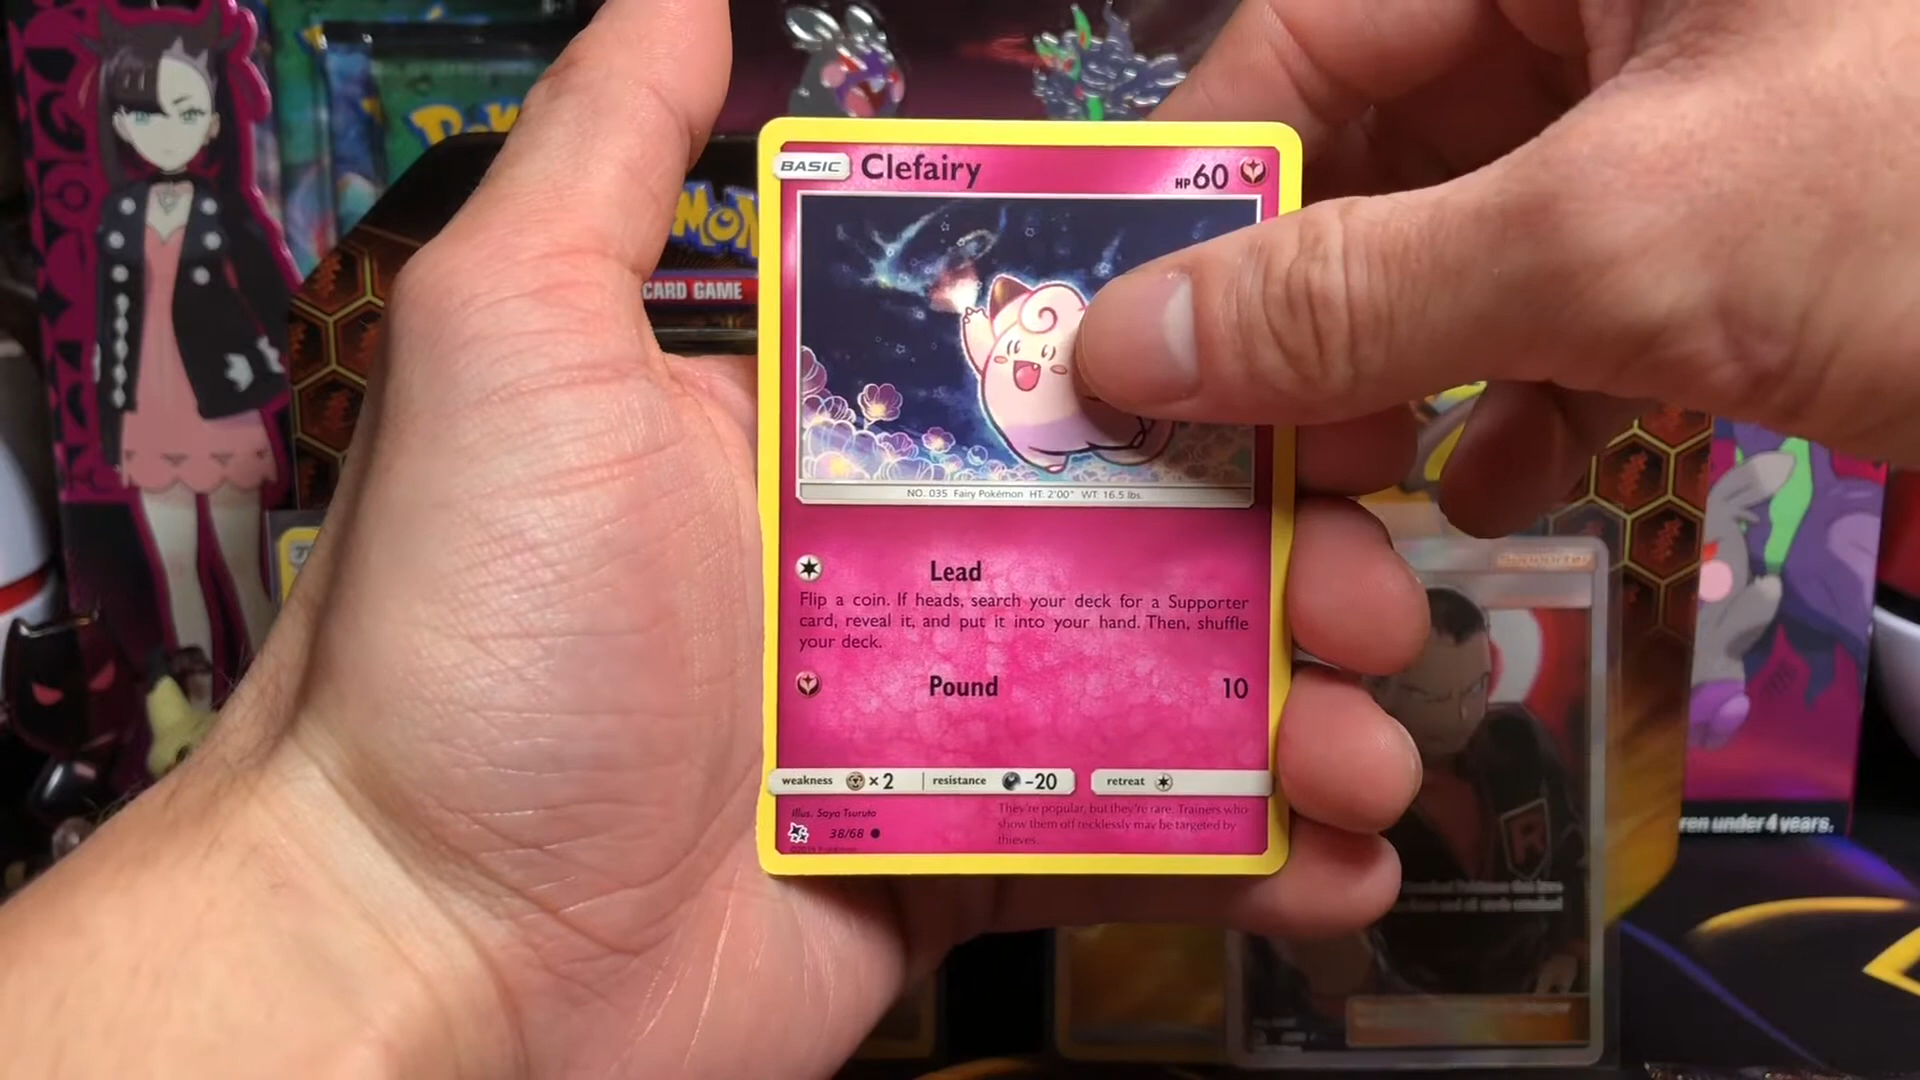 BASIC Clefairy HP60
NO. 035 Fairy Pokémon HT: 2'00" WT: 16.5 lbs.
Lead
Flip a coin. If heads, search your deck for a Supporter
card, reveal it, and put it into your hand. Then, shuffle
your deck.
Pound 10
weakness ×2 resistance -20 retreat
Illus. Saya Tsuruta
38/68
They're popular, but they're rare. Trainers who
show them off recklessly may be targeted by
thieves.
CARD GAME
ren under 4 years.
R